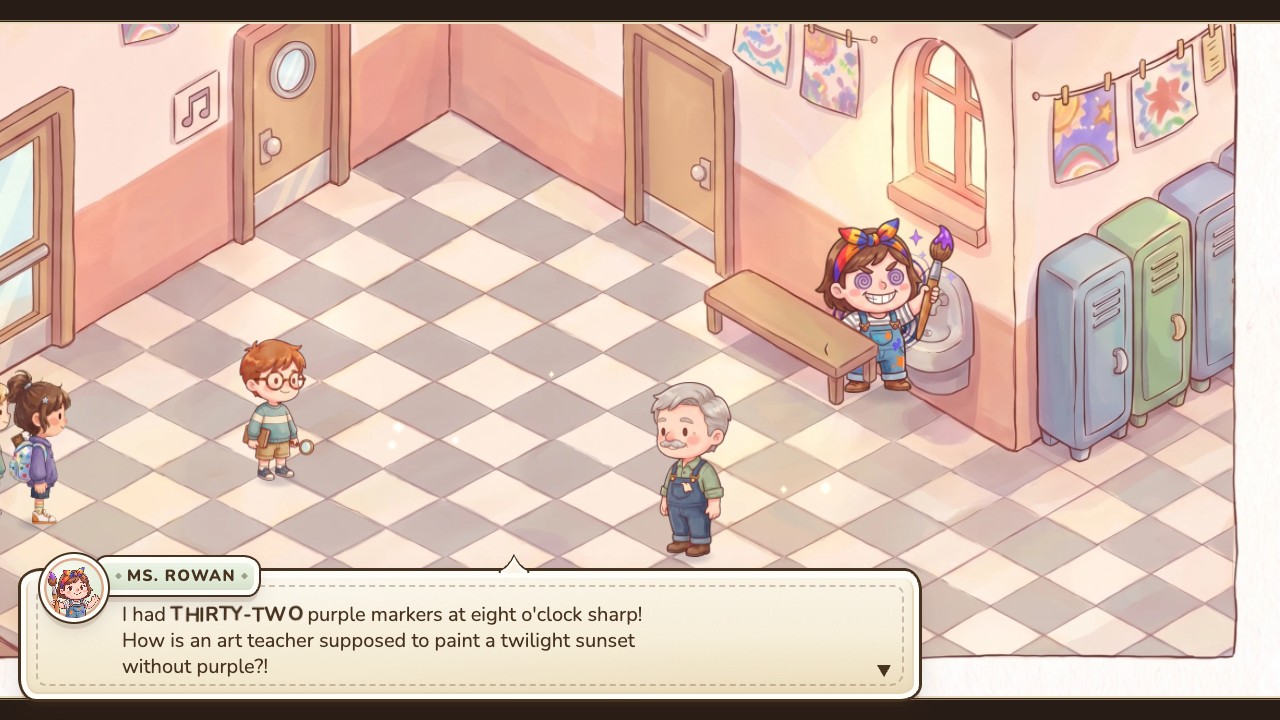 MS. ROWAN
I had THIRTY-TWO purple markers at eight o'clock sharp!
How is an art teacher supposed to paint a twilight sunset
without purple?!